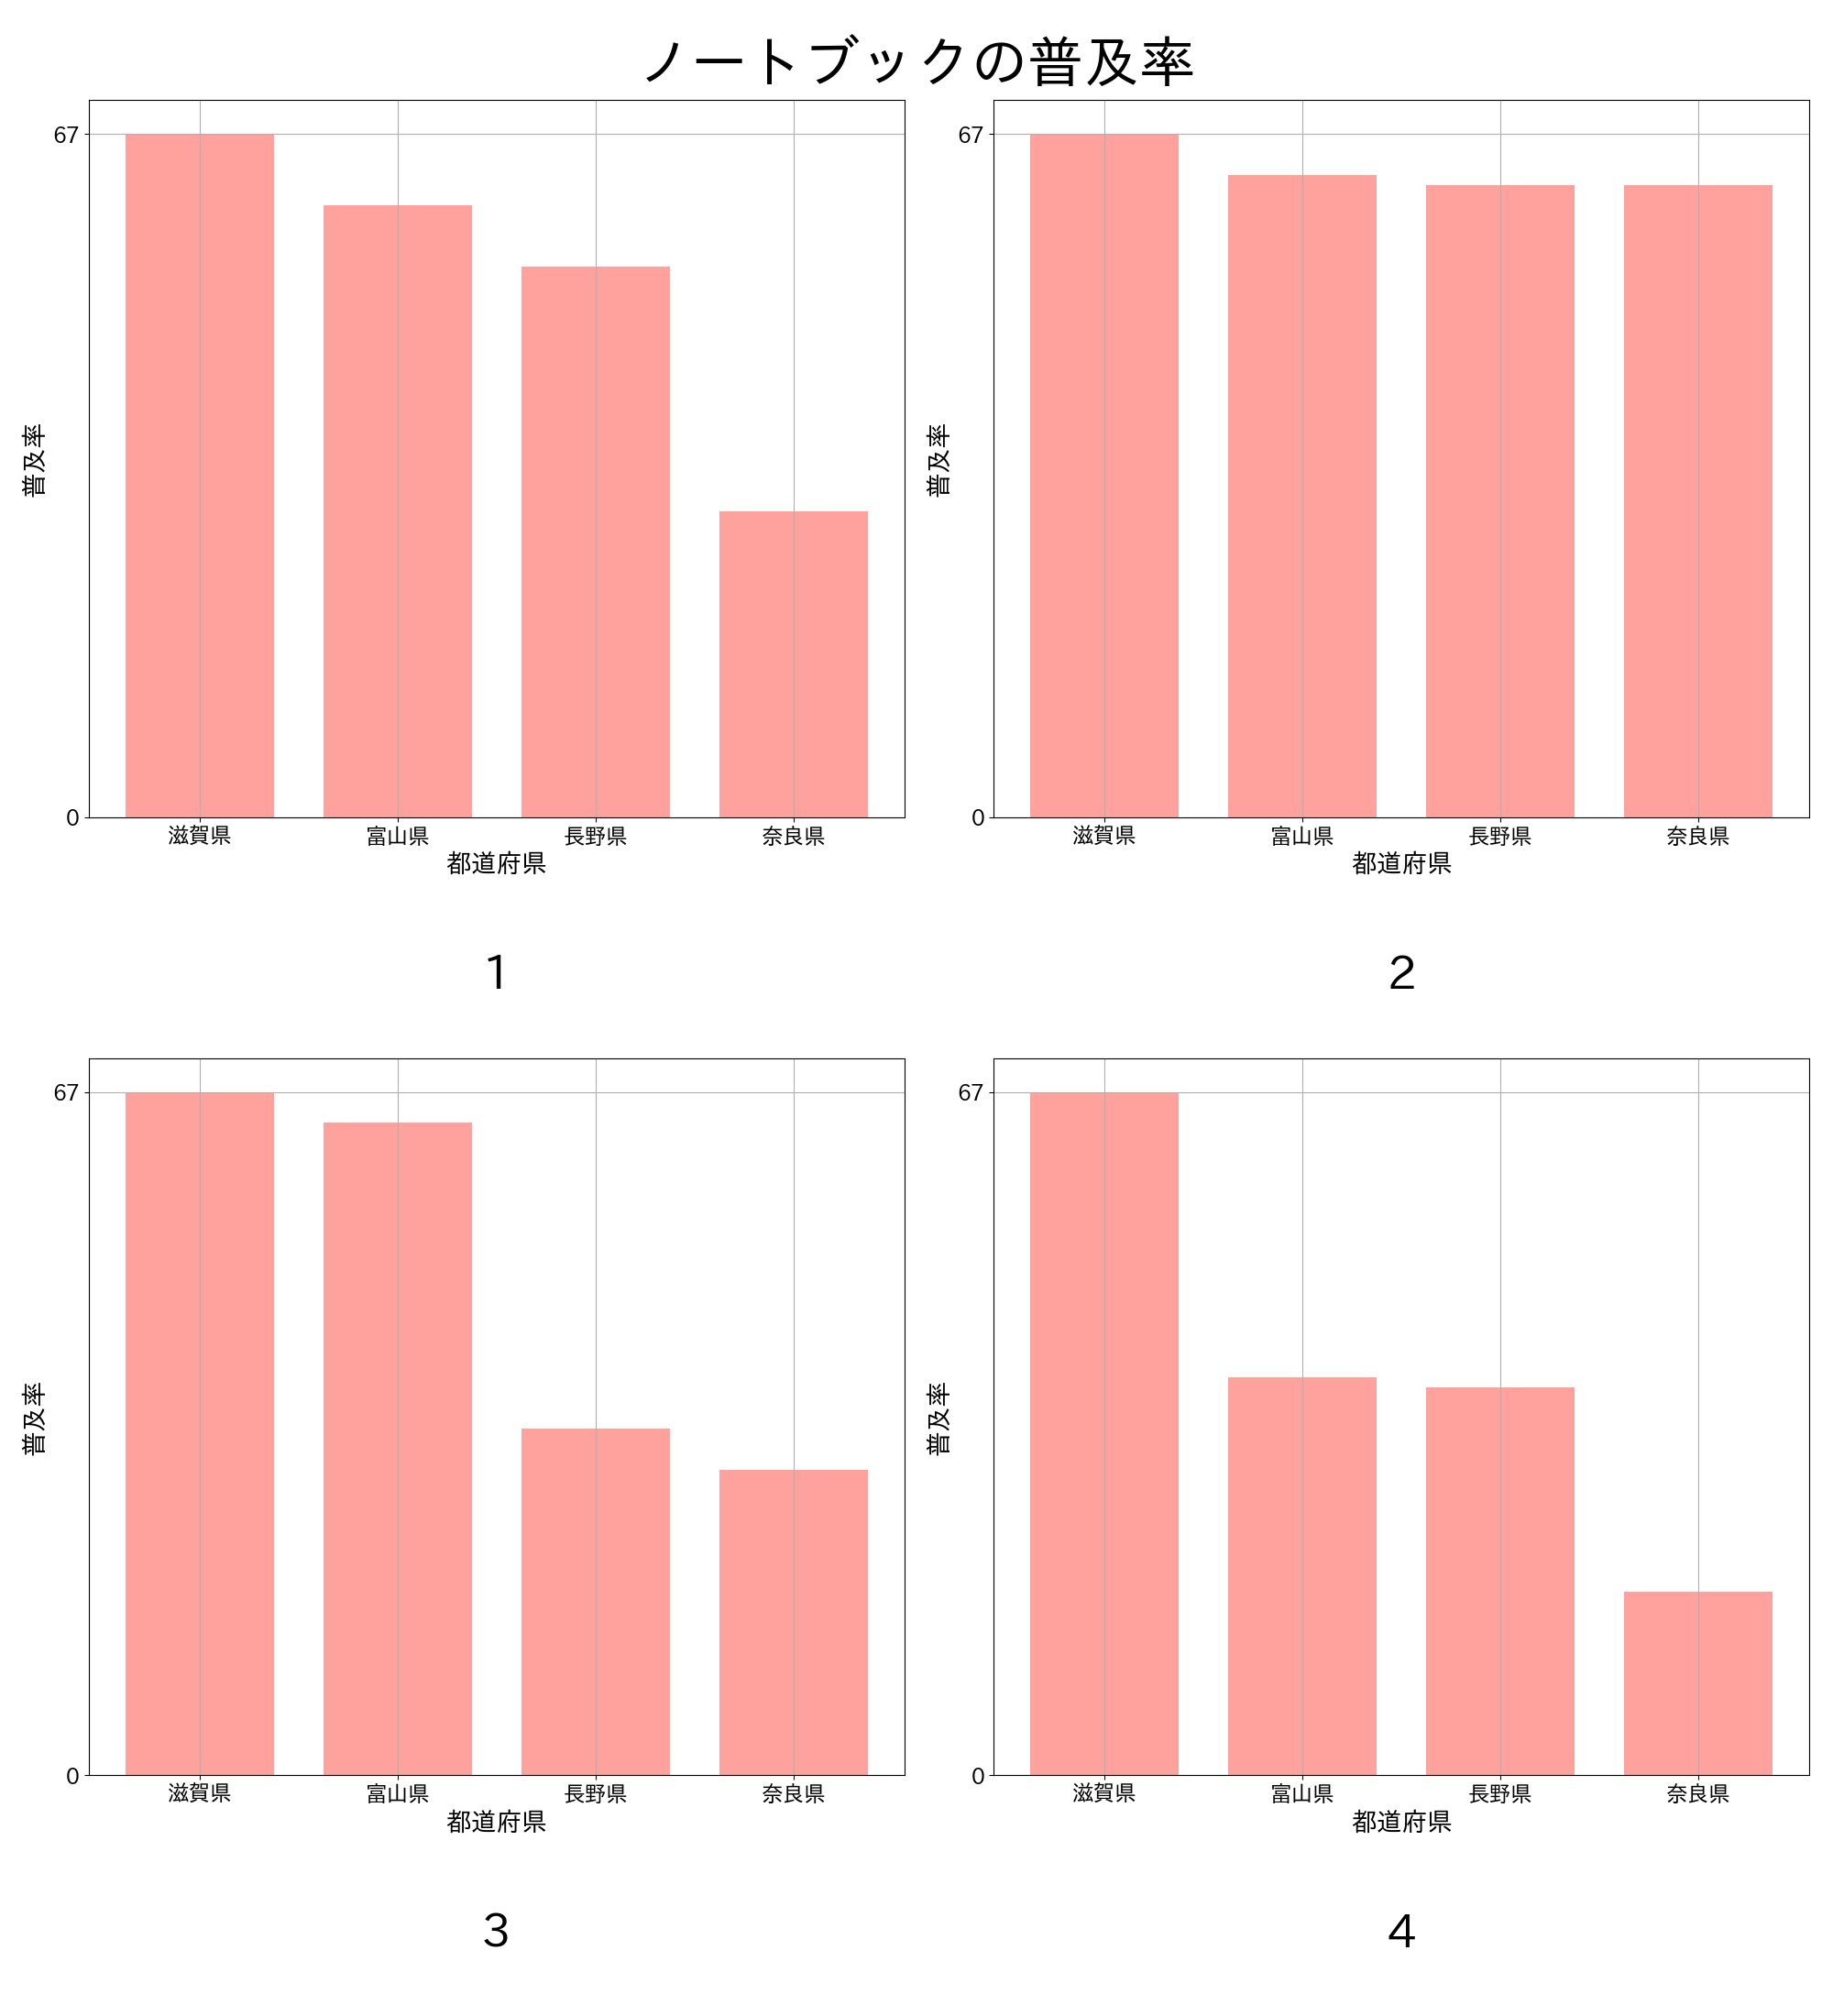 ノートブックの普及率
67
0
普及率
滋賀県 富山県 長野県 奈良県
都道府県
1
67
0
普及率
滋賀県 富山県 長野県 奈良県
都道府県
2
67
0
普及率
滋賀県 富山県 長野県 奈良県
都道府県
3
67
0
普及率
滋賀県 富山県 長野県 奈良県
都道府県
4